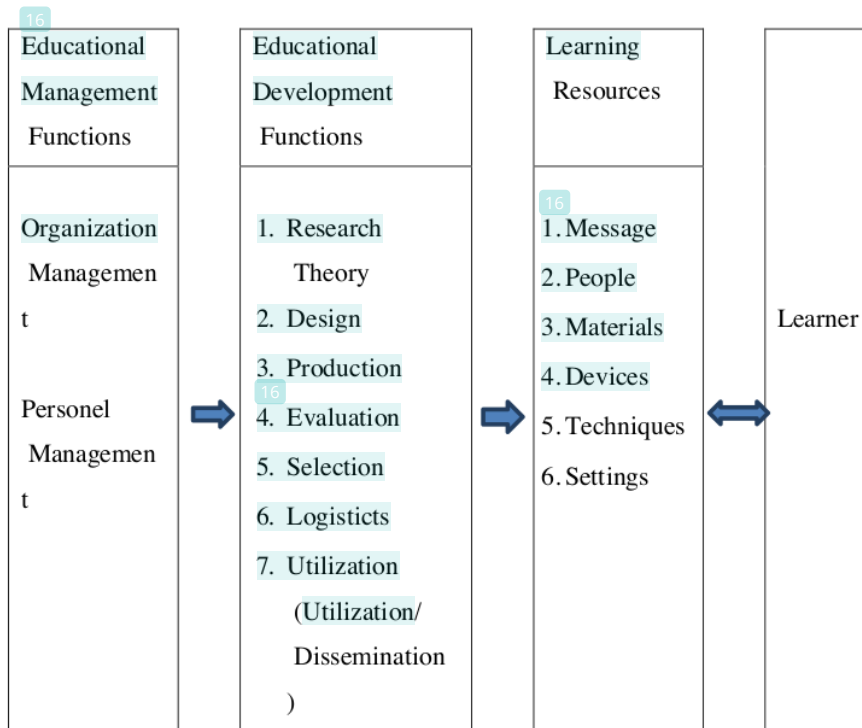 16
Educational
Management
Functions
Organization
Managemen
t
Personel
Managemen
t
Educational
Development
Functions
1. Research
Theory
2. Design
3. Production
16
4. Evaluation
5. Selection
6. Logisticts
7. Utilization
(Utilization/
Dissemination
)
Learning
Resources
16
1. Message
2. People
3. Materials
4. Devices
5. Techniques
6. Settings
Learner